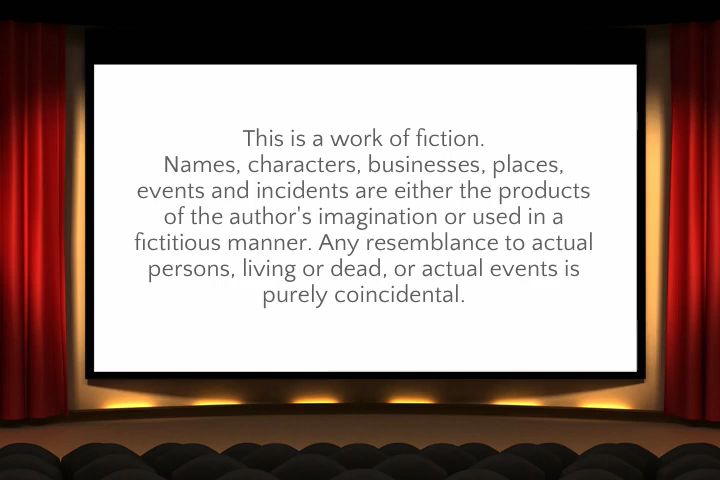 This is a work of fiction.
Names, characters, businesses, places,
events and incidents are either the products
of the author's imagination or used in a
fictitious manner. Any resemblance to actual
persons, living or dead, or actual events is
purely coincidental.